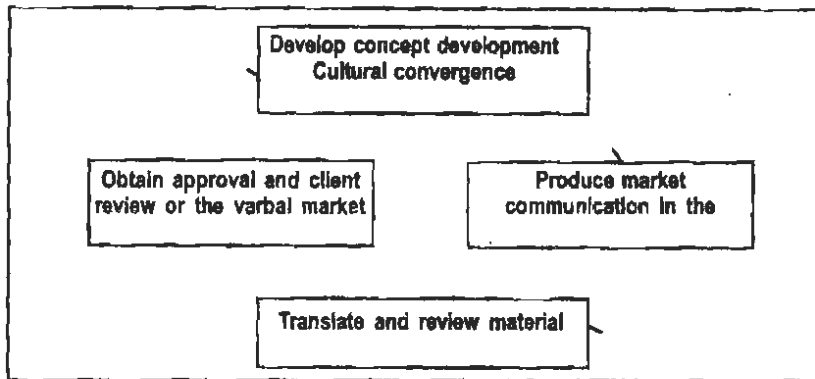 Develop concept development
Cultural convergence
Obtain approval and client
review or the varbal market
Produce market
communication in the
Translate and review material